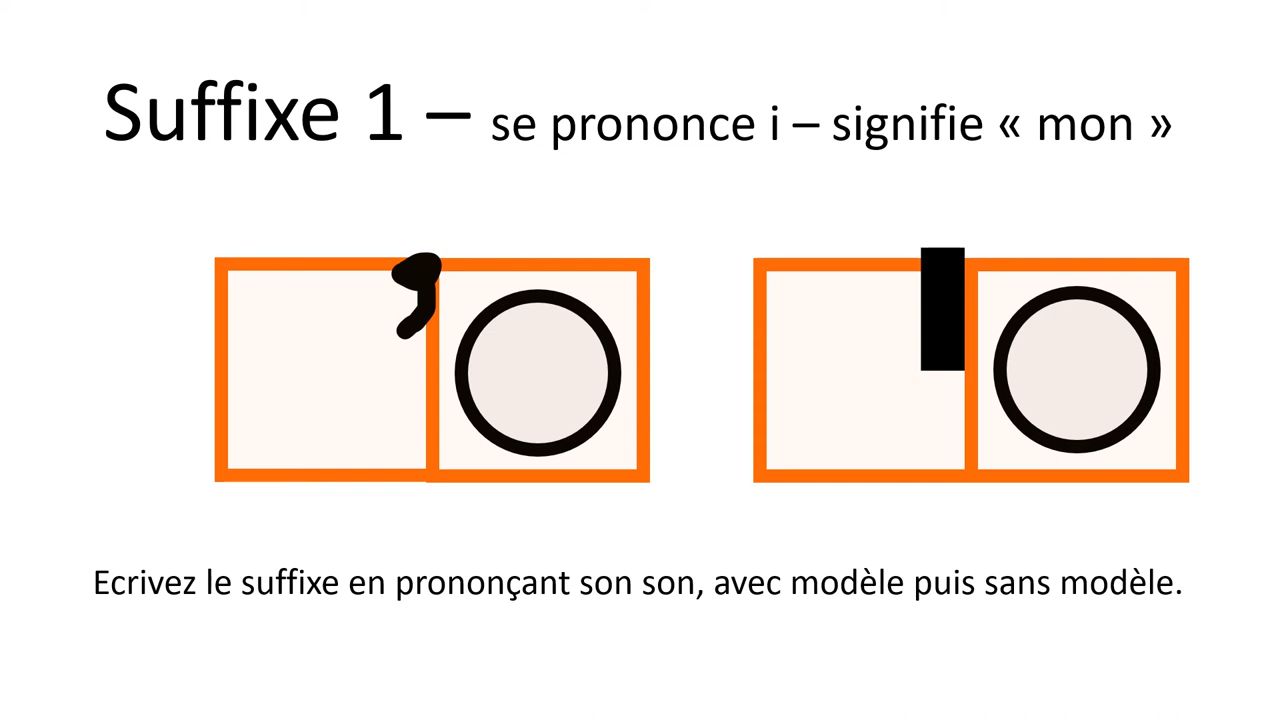 Suffixe 1 – se prononce i – signifie « mon »
Ecrivez le suffixe en prononçant son son, avec modèle puis sans modèle.